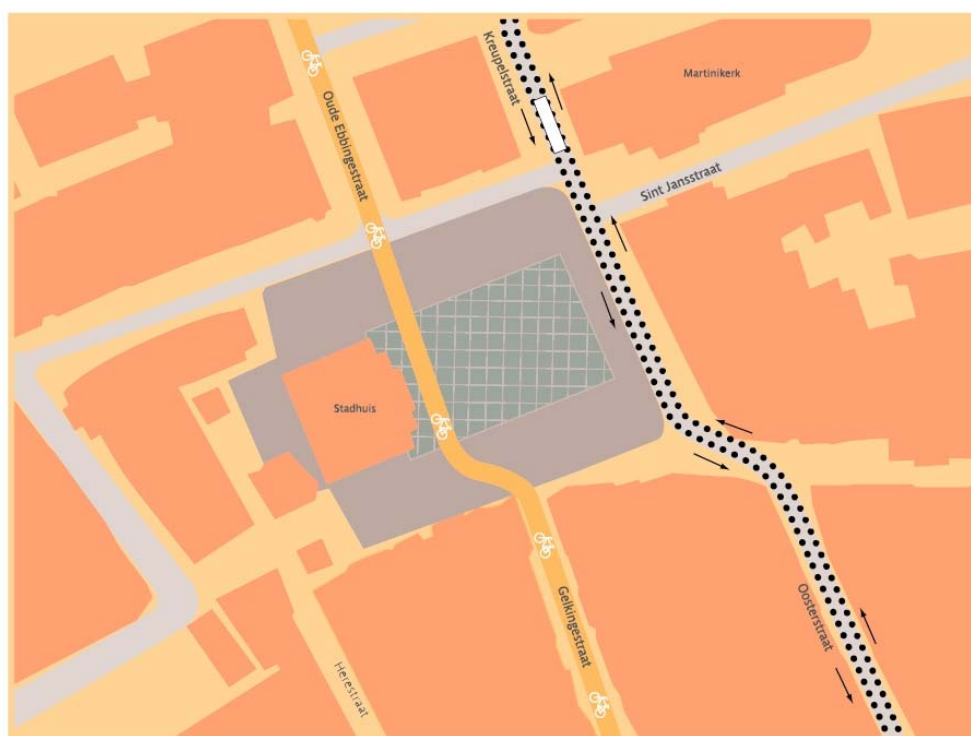 Kreupelstraat
Martinikerk
Oude Ebbingestraat
Sint Jansstraat
Stadhuis
Gelkingestraat
Oosterstraat
Herestraat